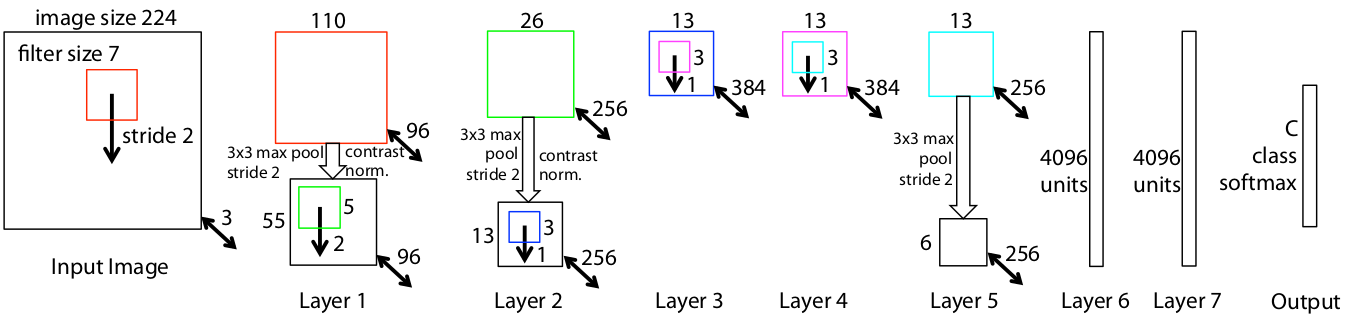 image size 224
filter size 7
stride 2
3
Input Image
110
96
3x3 max pool
stride 2
contrast
norm.
55
5
2
96
Layer 1
26
256
3x3 max
pool
stride 2
contrast
norm.
13
3
1
256
Layer 2
13
3
1
384
Layer 3
13
3
1
384
Layer 4
13
256
3x3 max
pool
stride 2
6
256
Layer 5
4096
units
Layer 6
4096
units
Layer 7
C
class
softmax
Output